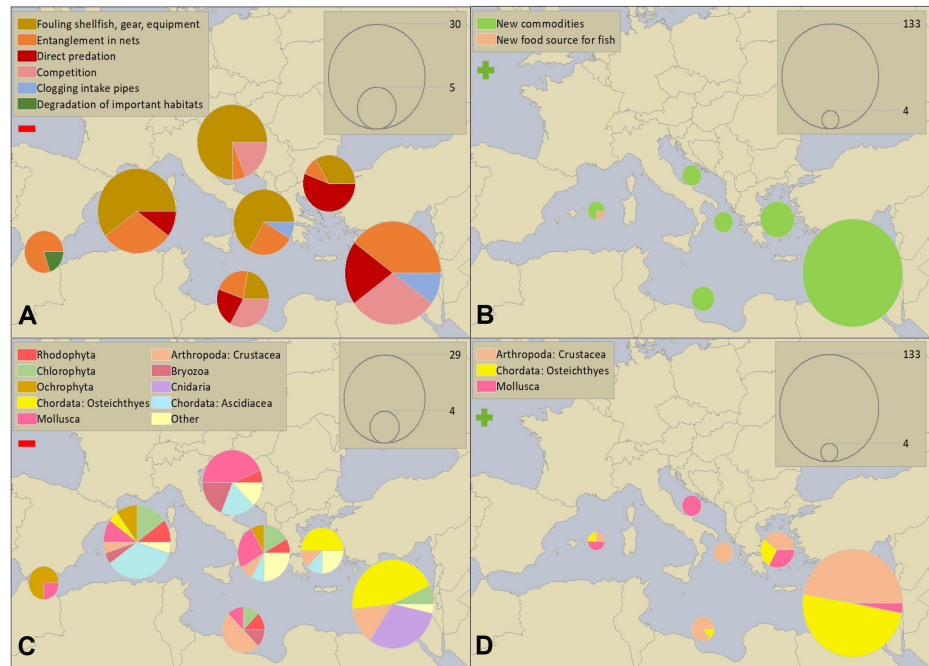 Fouling shellfish, gear, equipment
Entanglement in nets
Direct predation
Competition
Clogging intake pipes
Degradation of important habitats
30
5
A
New commodities
New food source for fish
133
4
B
Rhodophyta
Chlorophyta
Ochrophyta
Chordata: Osteichthyes
Mollusca
Arthropoda: Crustacea
Bryozoa
Cnidaria
Chordata: Ascidiacea
Other
29
4
C
Arthropoda: Crustacea
Chordata: Osteichthyes
Mollusca
133
4
D